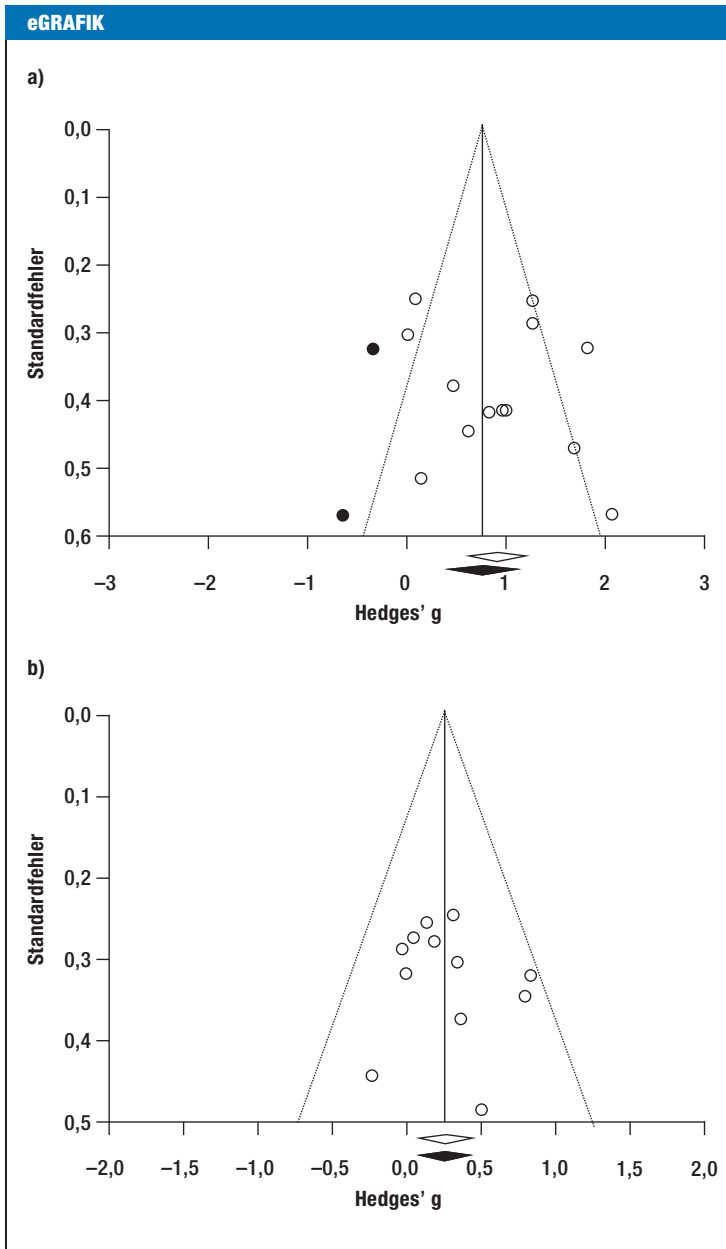 eGRAFIK
a)
0,0
0,1
0,2
0,3
0,4
0,5
0,6
Standardfehler
–3 –2 –1 0 1 2 3
Hedges’ g
b)
0,0
0,1
0,2
0,3
0,4
0,5
Standardfehler
–2,0 –1,5 –1,0 –0,5 0,0 0,5 1,0 1,5 2,0
Hedges’ g